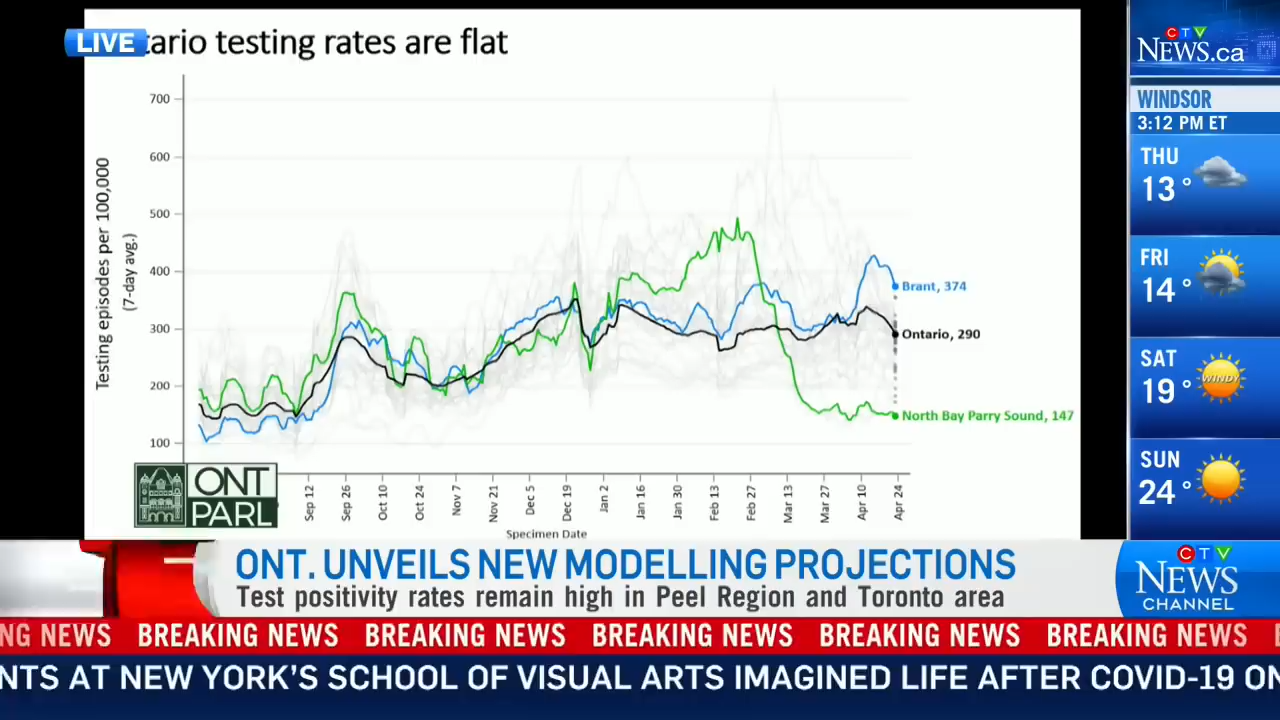 LIVE
tario testing rates are flat
CTV
NEWS.ca
WINDSOR
3:12 PM ET
THU
13°
FRI
14°
SAT
19°
WINDY
SUN
24°
Testing episodes per 100,000
(7-day avg.)
700
600
500
400
300
200
100
Brant, 374
Ontario, 290
North Bay Parry Sound, 147
Sep 12
Sep 26
Oct 10
Oct 24
Nov 7
Nov 21
Dec 5
Dec 19
Jan 2
Jan 16
Jan 30
Feb 13
Feb 27
Mar 13
Mar 27
Apr 10
Apr 24
Specimen Date
ONT
PARL
ONT. UNVEILS NEW MODELLING PROJECTIONS
Test positivity rates remain high in Peel Region and Toronto area
CTV
NEWS
CHANNEL
NG NEWS BREAKING NEWS BREAKING NEWS BREAKING NEWS BREAKING NEWS BREAKING NEWS
NTS AT NEW YORK'S SCHOOL OF VISUAL ARTS IMAGINED LIFE AFTER COVID-19 ON